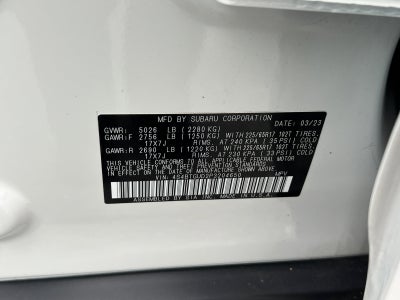 MFD BY SUBARU CORPORATION DATE: 03/23
GVWR: 5026 LB (2280 KG)
GAWR:F 2756 LB (1250 KG) WITH 225/65R17 102T TIRES,
17X7J RIMS, AT 240 KPA ( 35 PSI) COLD
GAWR:R 2690 LB (1220 KG) WITH 225/65R17 102T TIRES,
17X7J RIMS, AT 230 KPA ( 33 PSI) COLD
THIS VEHICLE CONFORMS TO ALL APPLICABLE FEDERAL MOTOR
VEHICLE SAFETY AND THEFT PREVENTION STANDARDS IN EFFECT
ON THE DATE OF MANUFACTURE SHOWN ABOVE.
V.I.N: MPV
ASSEMBLED BY SIA, INC. MADE IN U.S.A.